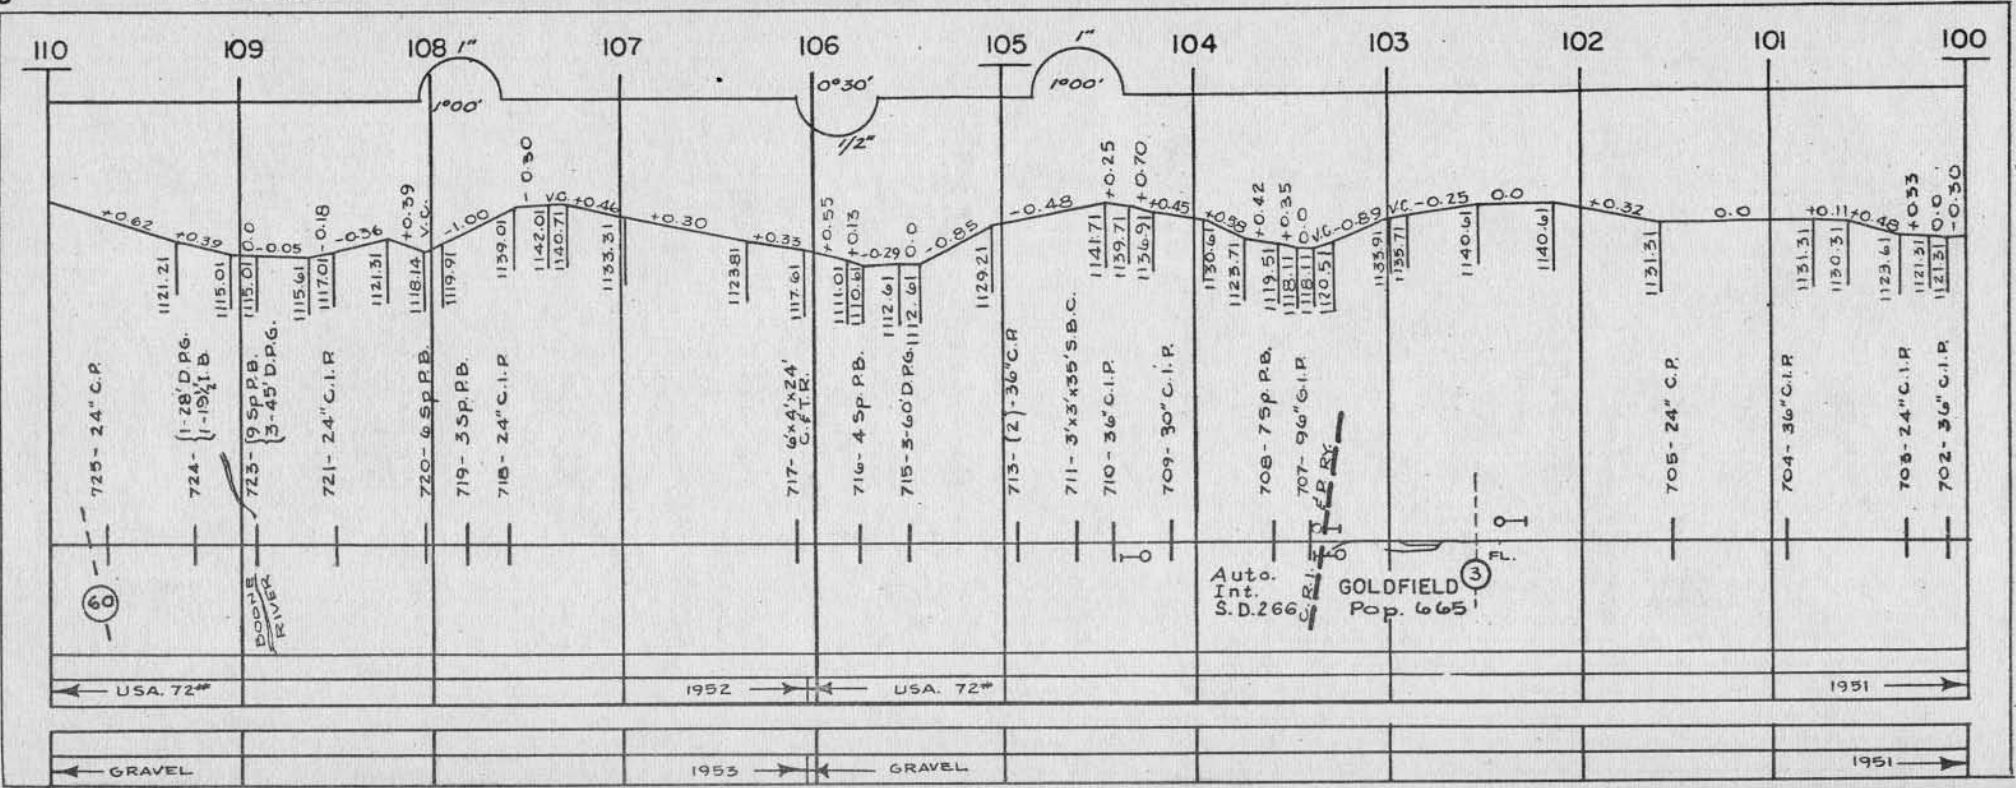 110 109 108 107 106 105 104 103 102 101 100
1" 1"
1°00' 0°30' 1°00'
1/2"
+0.62 +0.39 0.0 -0.05 -0.18 -0.36 +0.39 V.C. -1.00 -0.30 V.C. +0.46 +0.30 +0.33 +0.55 +0.13 -0.29 0.0 -0.85 -0.48 +0.25 +0.70 +0.45 +0.58 +0.42 +0.35 0.0 V.C. -0.89 V.C. -0.25 0.0 +0.32 0.0 +0.11 +0.48 +0.33 0.0 -0.30
1121.21 1115.01 1115.01 1115.61 1117.01 1121.31 1118.14 1119.91 1139.01 1142.01 1140.71 1133.31 1123.81 1117.61 1111.01 1110.61 1112.61 1112.61 1129.21 1141.71 1139.71 1136.91 1130.61 1123.71 1119.51 1118.11 1118.11 1120.51 1133.91 1135.71 1140.61 1140.61 1131.31 1131.31 1130.31 1123.61 1121.31 1121.31
725- 24" C.P.
724- {1-28' D.P.G.
{1-19½' I.B.
723- {9 Sp P.B.
{3-45' D.P.G.
721- 24" C.I.P.
720- 6 Sp P.B.
719- 3 Sp. P.B.
718- 24" C.I.P.
717- 6'x4'x24'
C.F.T.R.
716- 4 Sp. P.B.
715- 3-60' D.P.G.
713- (2)-36" C.P.
711- 3'x3'x35' S.B.C.
710- 36" C.I.P.
709- 30" C.I.P.
708- 7 Sp. P.B.
707- 96" G.I.P.
705- 24" C.P.
704- 36" C.I.P.
703- 24" C.I.P.
702- 36" C.I.P.
C.R.I. & P. RY.
60
BOONE
RIVER
Auto.
Int.
S.D.266
GOLDFIELD
Pop. 665
3
FL.
USA. 72# 1952 USA. 72# 1951
GRAVEL 1953 GRAVEL 1951